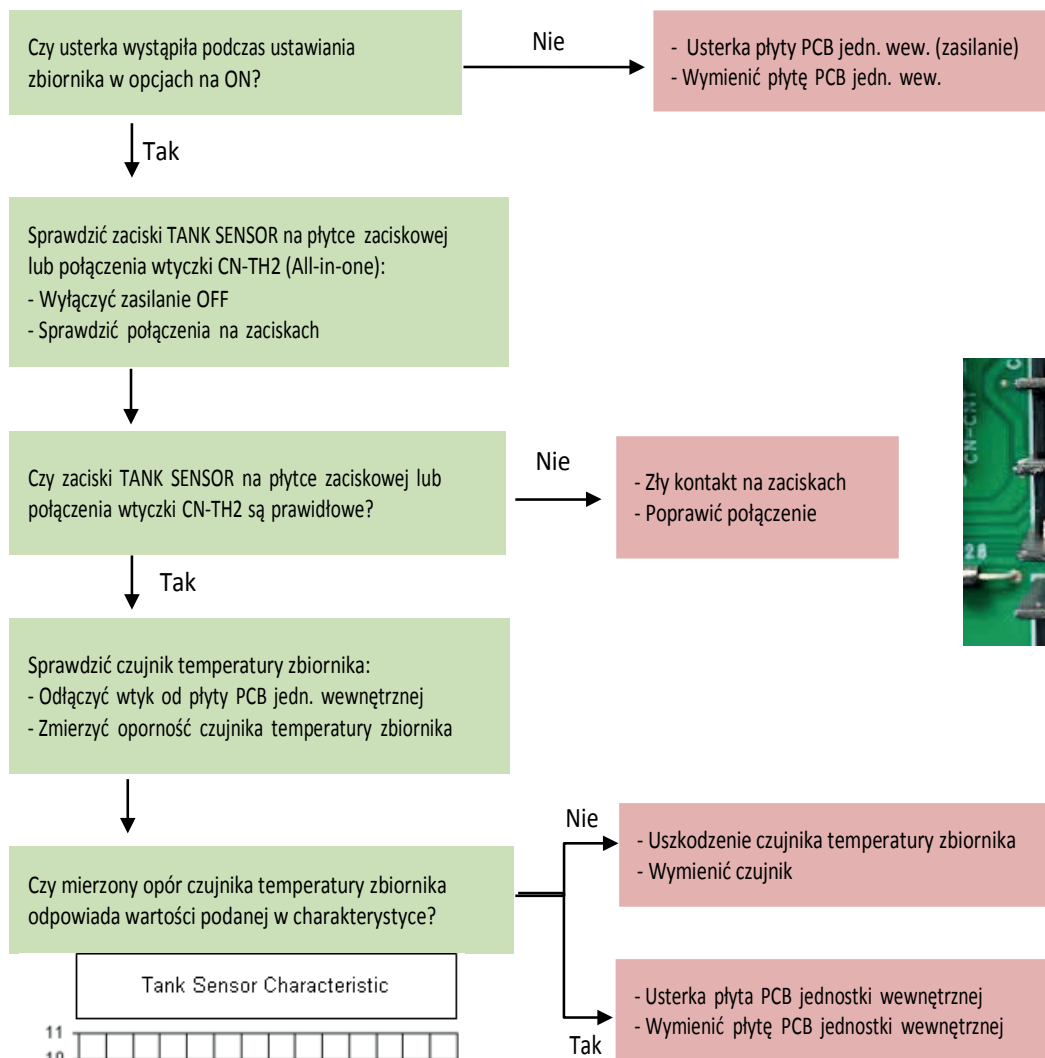 Czy usterka wystąpiła podczas ustawiania
zbiornika w opcjach na ON?
Nie
- Usterka płyty PCB jedn. wew. (zasilanie)
- Wymienić płytę PCB jedn. wew.
Tak
Sprawdzić zaciski TANK SENSOR na płytce zaciskowej
lub połączenia wtyczki CN-TH2 (All-in-one):
- Wyłączyć zasilanie OFF
- Sprawdzić połączenia na zaciskach
Czy zaciski TANK SENSOR na płytce zaciskowej lub
połączenia wtyczki CN-TH2 są prawidłowe?
Nie
- Zły kontakt na zaciskach
- Poprawić połączenie
CN-CNT
28
Tak
Sprawdzić czujnik temperatury zbiornika:
- Odłączyć wtyk od płyty PCB jedn. wewnętrznej
- Zmierzyć oporność czujnika temperatury zbiornika
Czy mierzony opór czujnika temperatury zbiornika
odpowiada wartości podanej w charakterystyce?
Nie
- Uszkodzenie czujnika temperatury zbiornika
- Wymienić czujnik
Tak
- Usterka płyta PCB jednostki wewnętrznej
- Wymienić płytę PCB jednostki wewnętrznej
Tank Sensor Characteristic
11
10